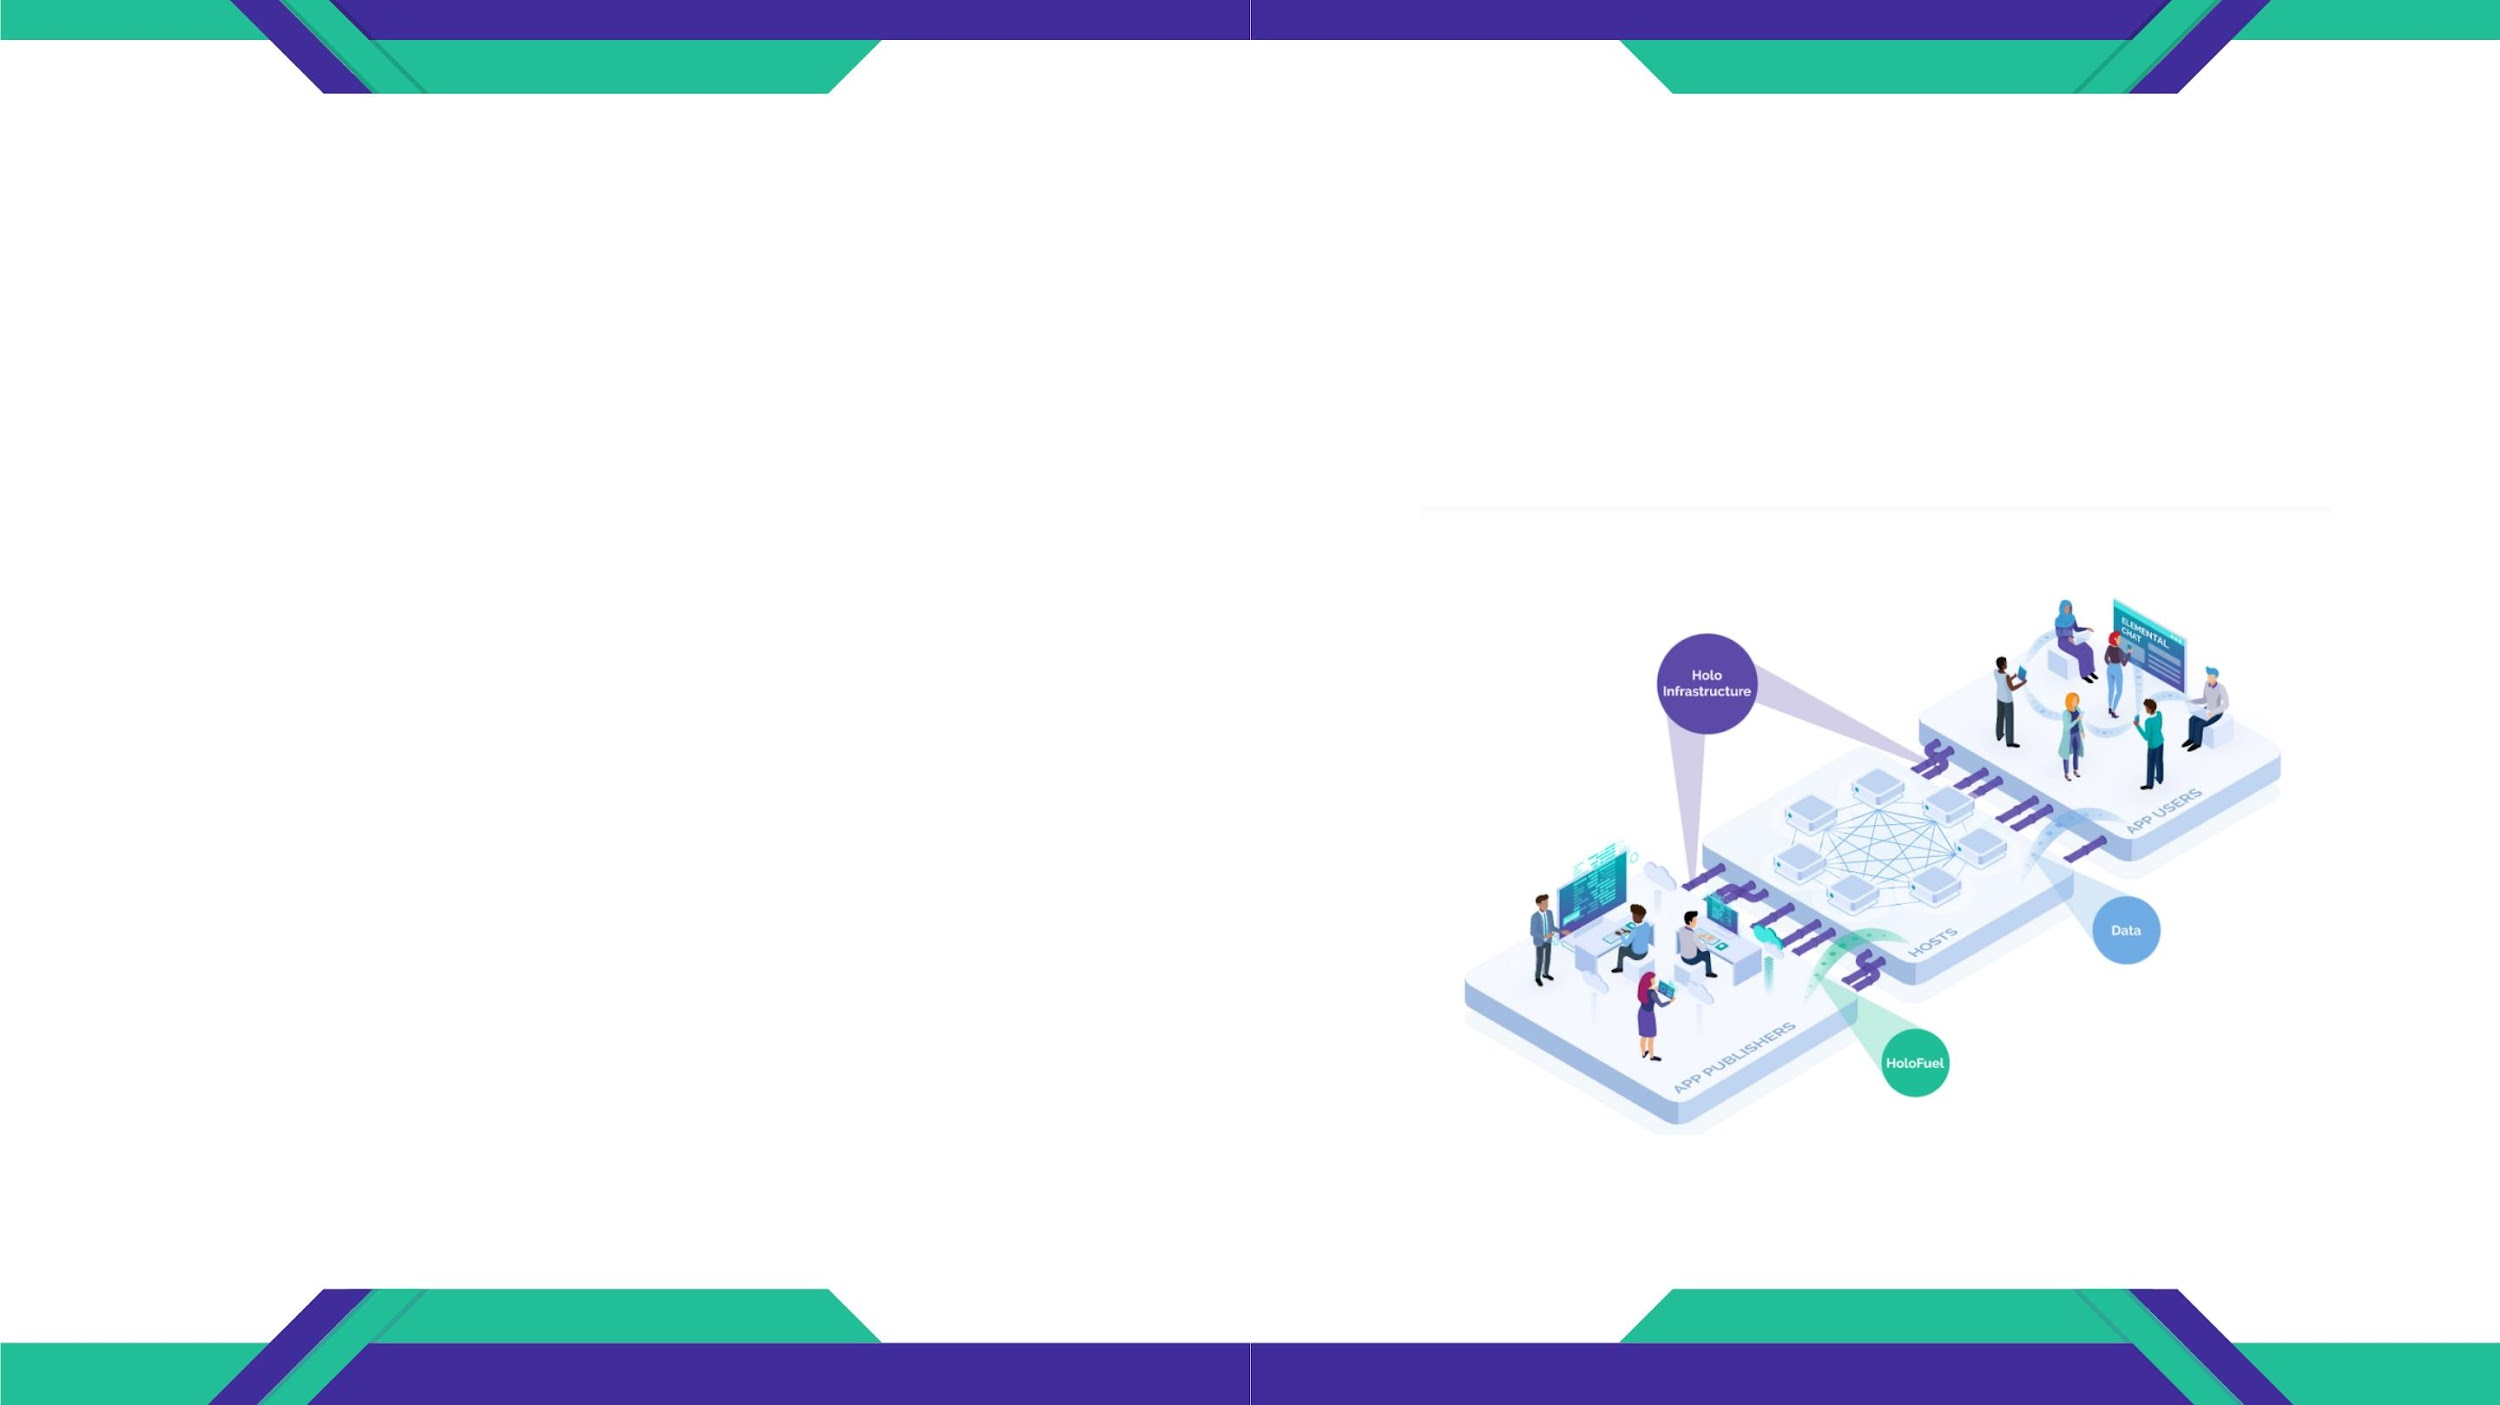 ELEMENTAL
CHAT
Holo
Infrastructure
APP USERS
Data
HOSTS
HoloFuel
APP PUBLISHERS